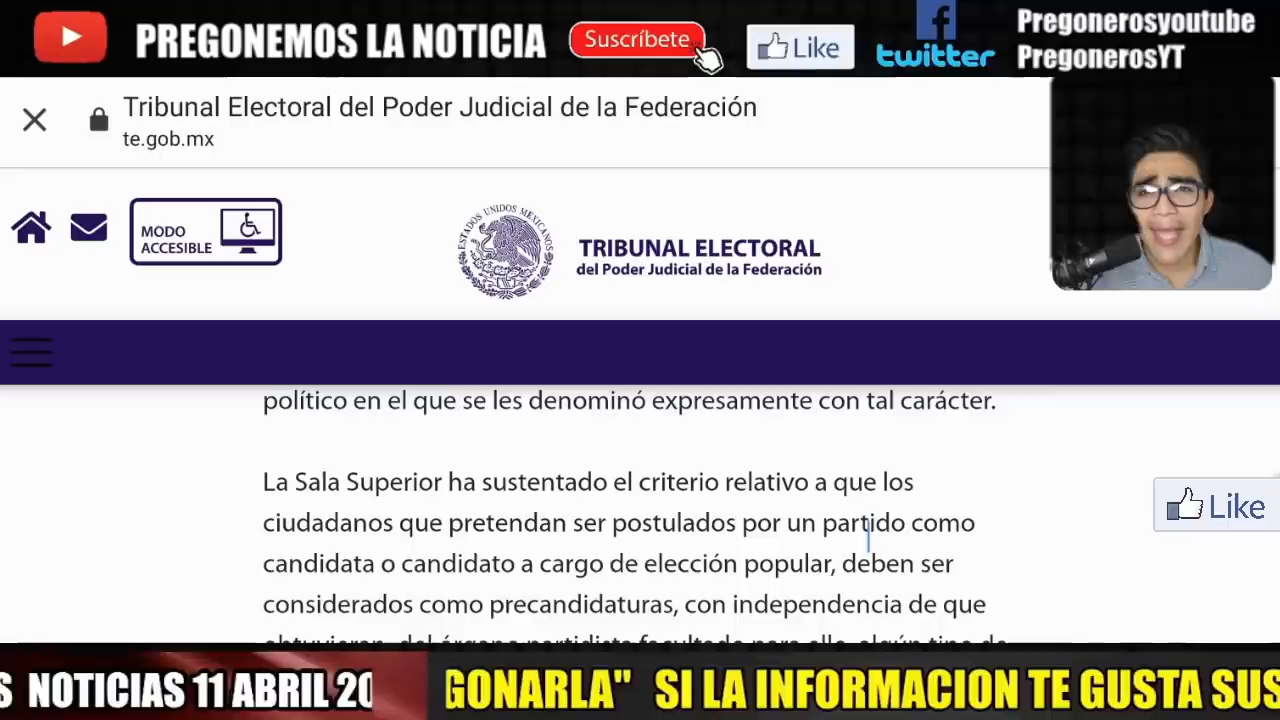 PREGONEMOS LA NOTICIA
Suscríbete
Like
twitter
Pregonerosyoutube
PregonerosYT
Tribunal Electoral del Poder Judicial de la Federación
te.gob.mx
MODO
ACCESIBLE
ESTADOS UNIDOS MEXICANOS
TRIBUNAL ELECTORAL
del Poder Judicial de la Federación
político en el que se les denominó expresamente con tal carácter.
La Sala Superior ha sustentado el criterio relativo a que los
ciudadanos que pretendan ser postulados por un partido como
candidata o candidato a cargo de elección popular, deben ser
considerados como precandidaturas, con independencia de que
Like
S NOTICIAS 11 ABRIL 20
GONARLA" SI LA INFORMACION TE GUSTA SUS